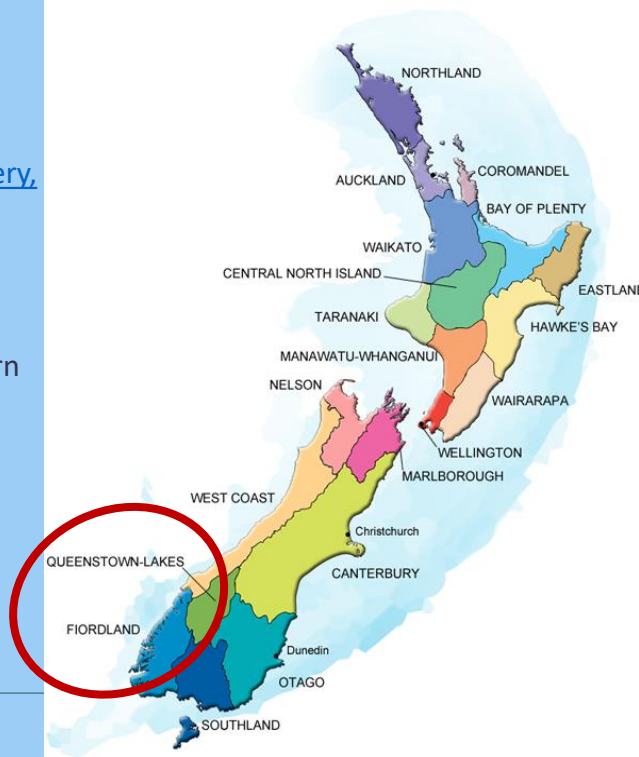 ery,
rn
NORTHLAND
COROMANDEL
AUCKLAND
BAY OF PLENTY
WAIKATO
CENTRAL NORTH ISLAND
EASTLAND
TARANAKI
HAWKE'S BAY
MANAWATU-WHANGANUI
NELSON
WAIRARAPA
WELLINGTON
MARLBOROUGH
WEST COAST
Christchurch
QUEENSTOWN-LAKES
CANTERBURY
FIORDLAND
Dunedin
OTAGO
SOUTHLAND